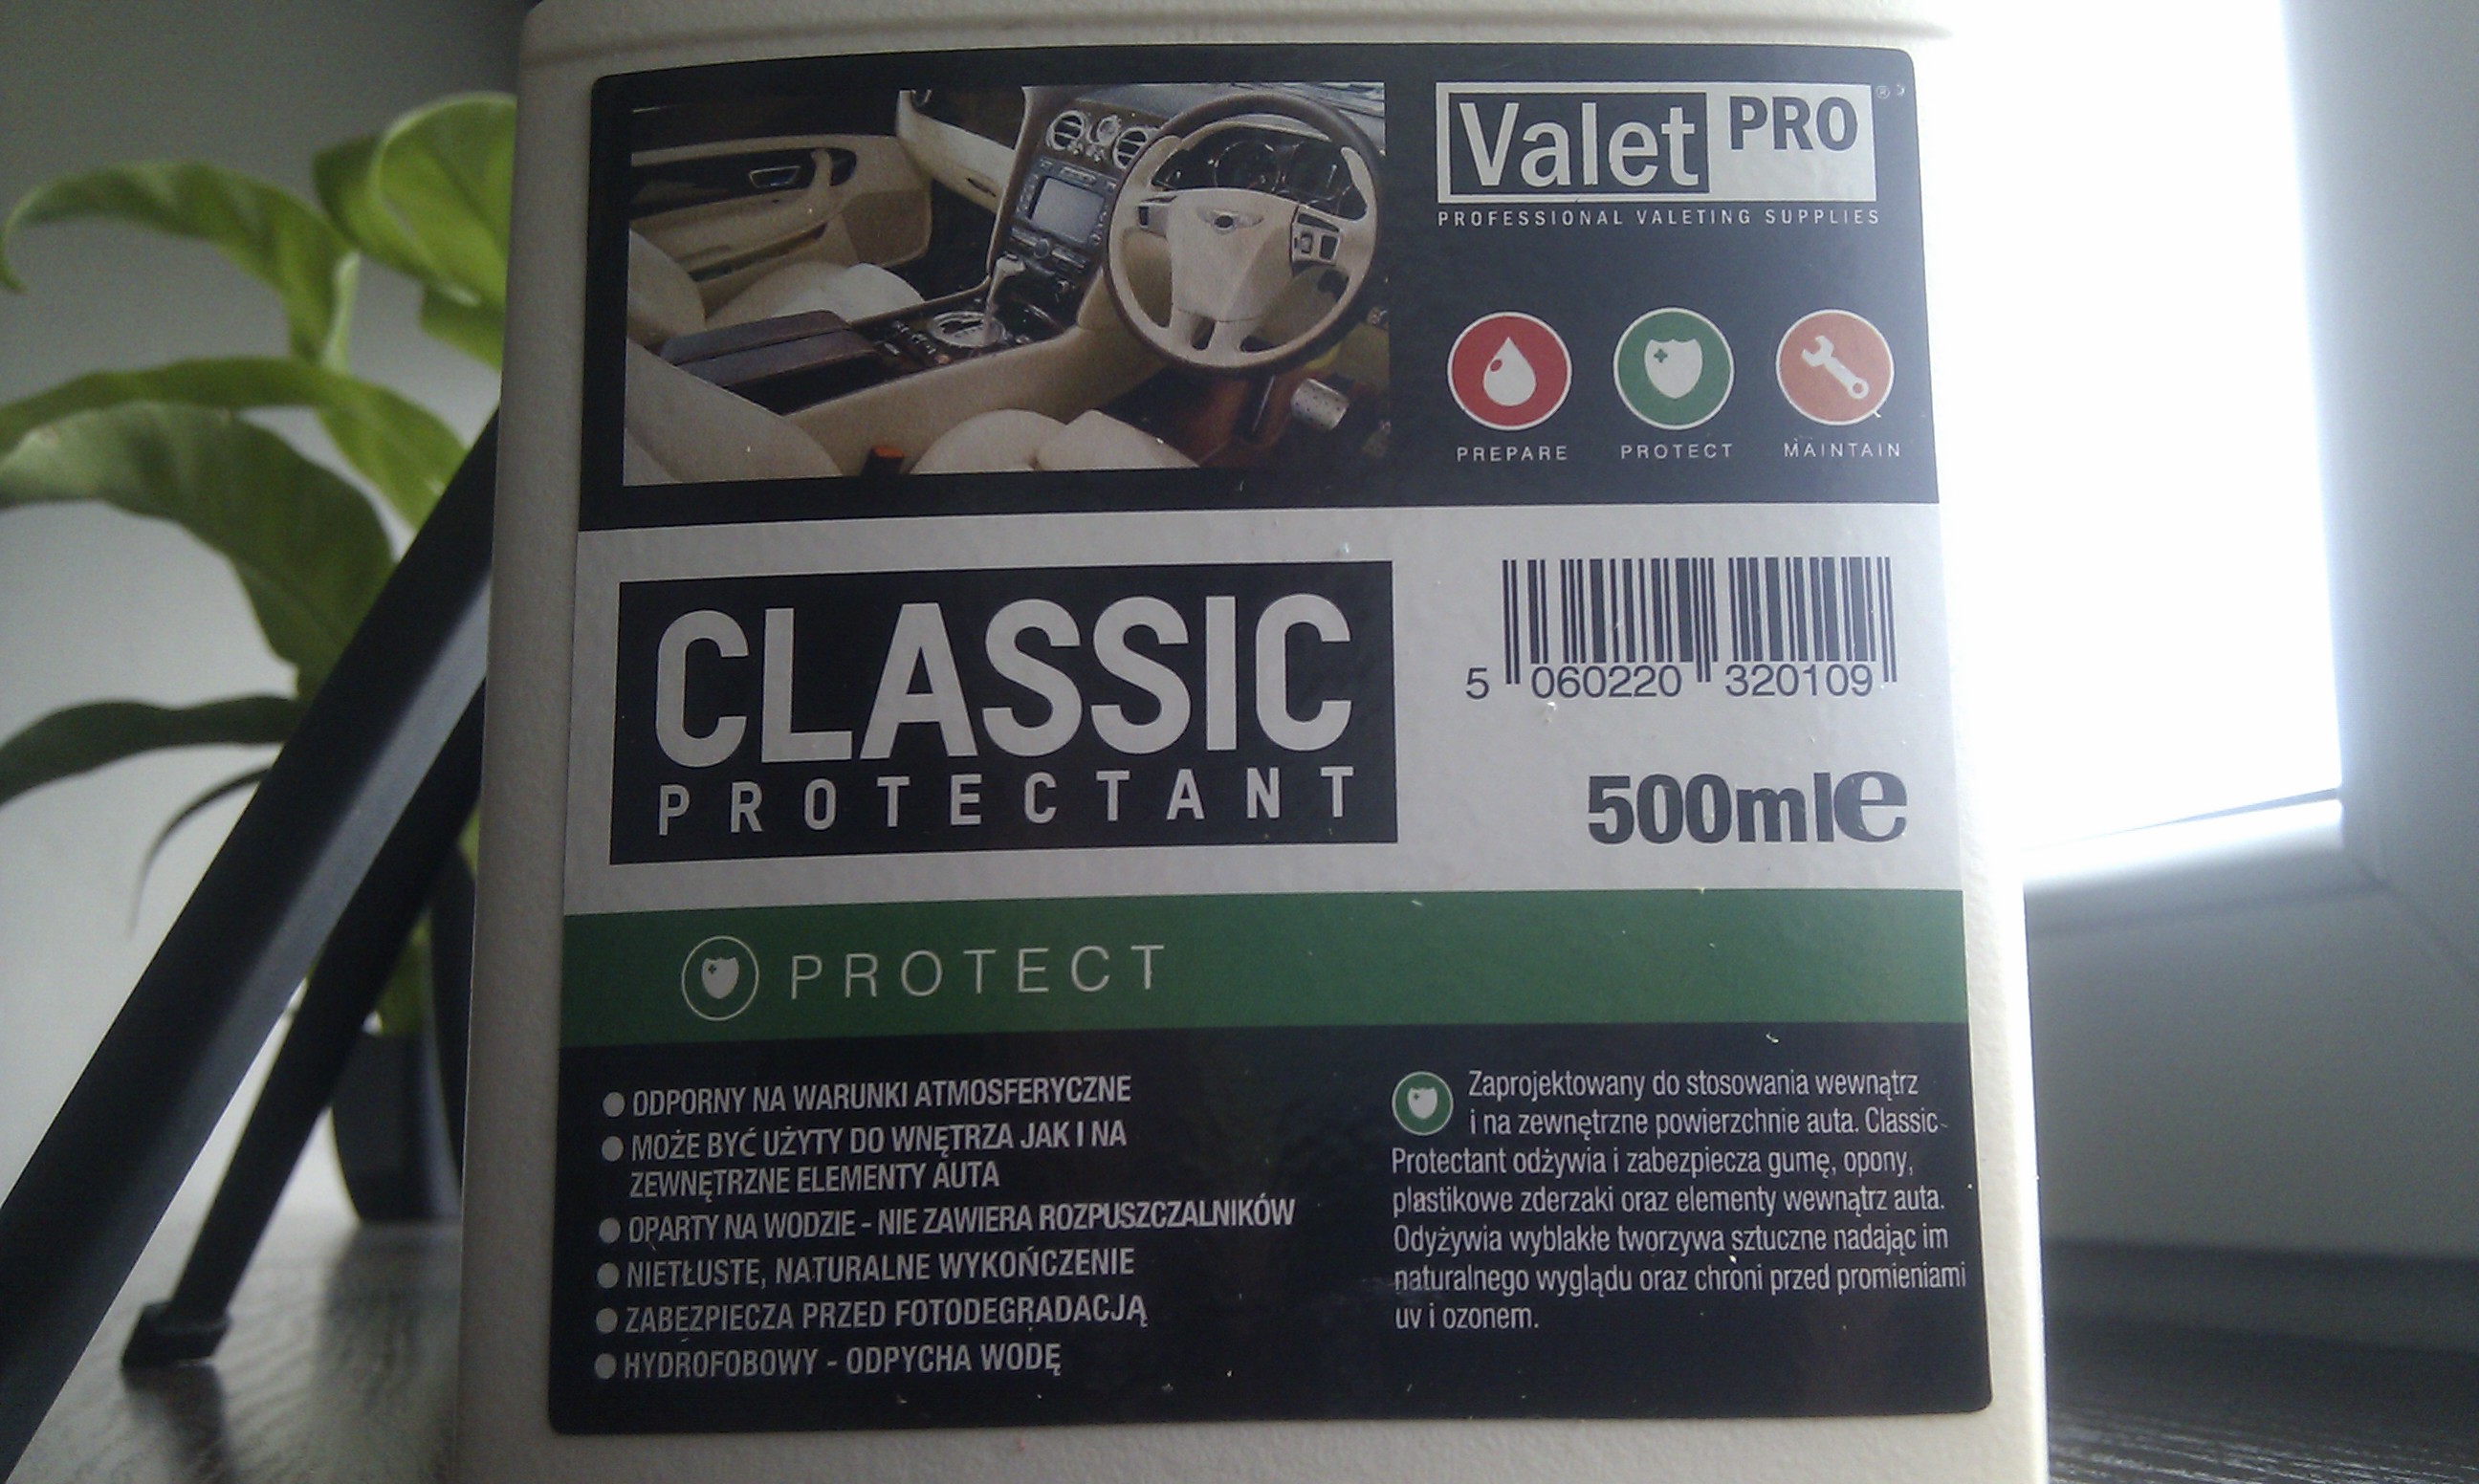 Valet PRO®
PROFESSIONAL VALETING SUPPLIES
PREPARE PROTECT MAINTAIN
CLASSIC
PROTECTANT
5 060220 320109
500ml e
PROTECT
ODPORNY NA WARUNKI ATMOSFERYCZNE
MOŻE BYĆ UŻYTY DO WNĘTRZA JAK I NA
ZEWNĘTRZNE ELEMENTY AUTA
OPARTY NA WODZIE - NIE ZAWIERA ROZPUSZCZALNIKÓW
NIETŁUSTE, NATURALNE WYKOŃCZENIE
ZABEZPIECZA PRZED FOTODEGRADACJĄ
HYDROFOBOWY - ODPYCHA WODĘ
Zaprojektowany do stosowania wewnątrz
i na zewnętrzne powierzchnie auta. Classic
Protectant odżywia i zabezpiecza gumę, opony,
plastikowe zderzaki oraz elementy wewnątrz auta.
Odyżywia wyblakłe tworzywa sztuczne nadając im
naturalnego wyglądu oraz chroni przed promieniami
uv i ozonem.